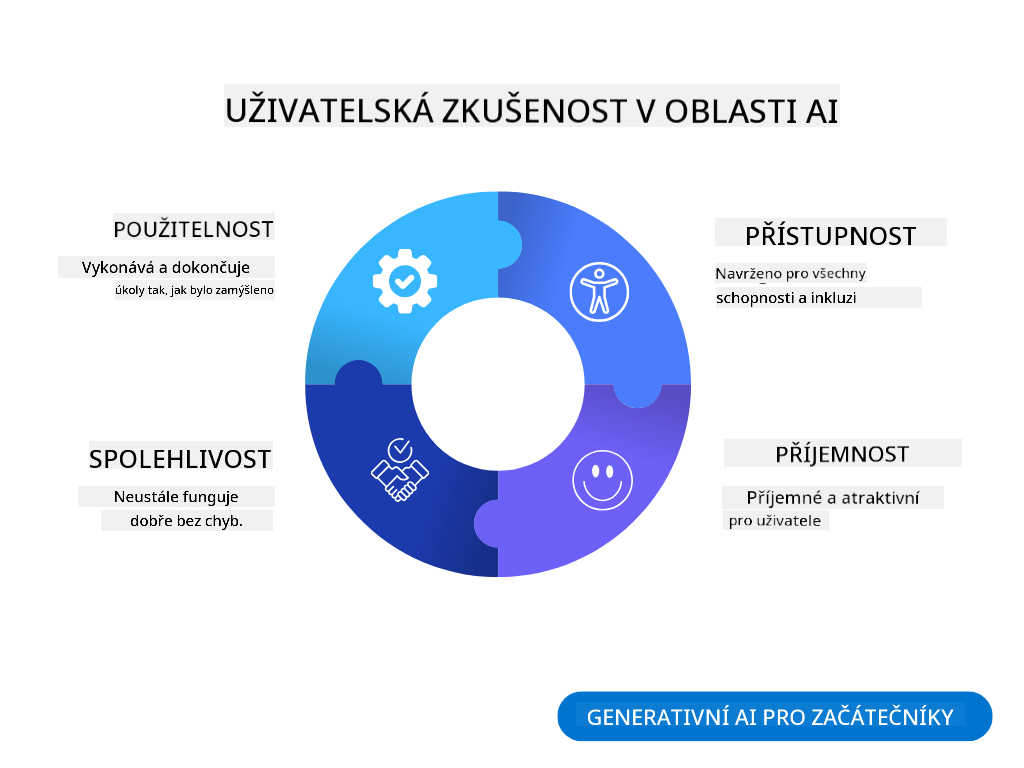 UŽIVATELSKÁ ZKUŠENOST V OBLASTI AI
POUŽITELNOST
Vykonává a dokončuje
úkoly tak, jak bylo zamýšleno
PŘÍSTUPNOST
Navrženo pro všechny
schopnosti a inkluzi
SPOLEHLIVOST
Neustále funguje
dobře bez chyb.
PŘÍJEMNOST
Příjemné a atraktivní
pro uživatele
GENERATIVNÍ AI PRO ZAČÁTEČNÍKY